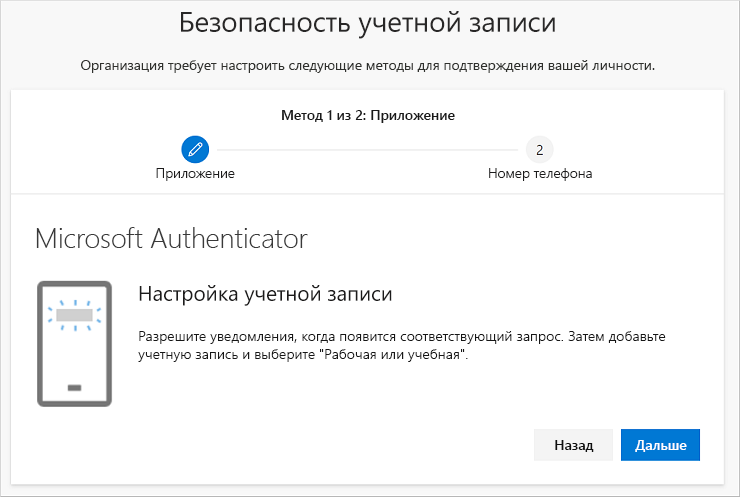 Безопасность учетной записи
Организация требует настроить следующие методы для подтверждения вашей личности.
Метод 1 из 2: Приложение
2
Приложение
Номер телефона
Microsoft Authenticator
Настройка учетной записи
Разрешите уведомления, когда появится соответствующий запрос. Затем добавьте
учетную запись и выберите "Рабочая или учебная".
Назад
Дальше